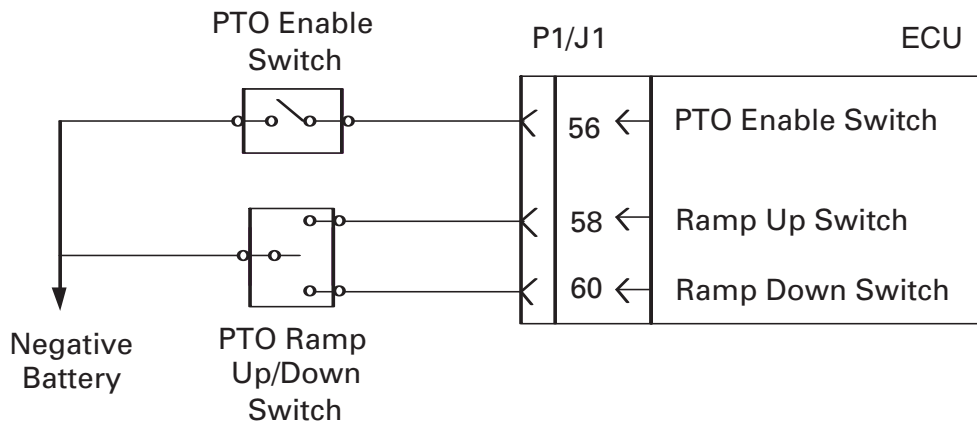 PTO Enable
Switch
P1/J1
ECU
56
PTO Enable Switch
58
Ramp Up Switch
60
Ramp Down Switch
Negative
Battery
PTO Ramp
Up/Down
Switch